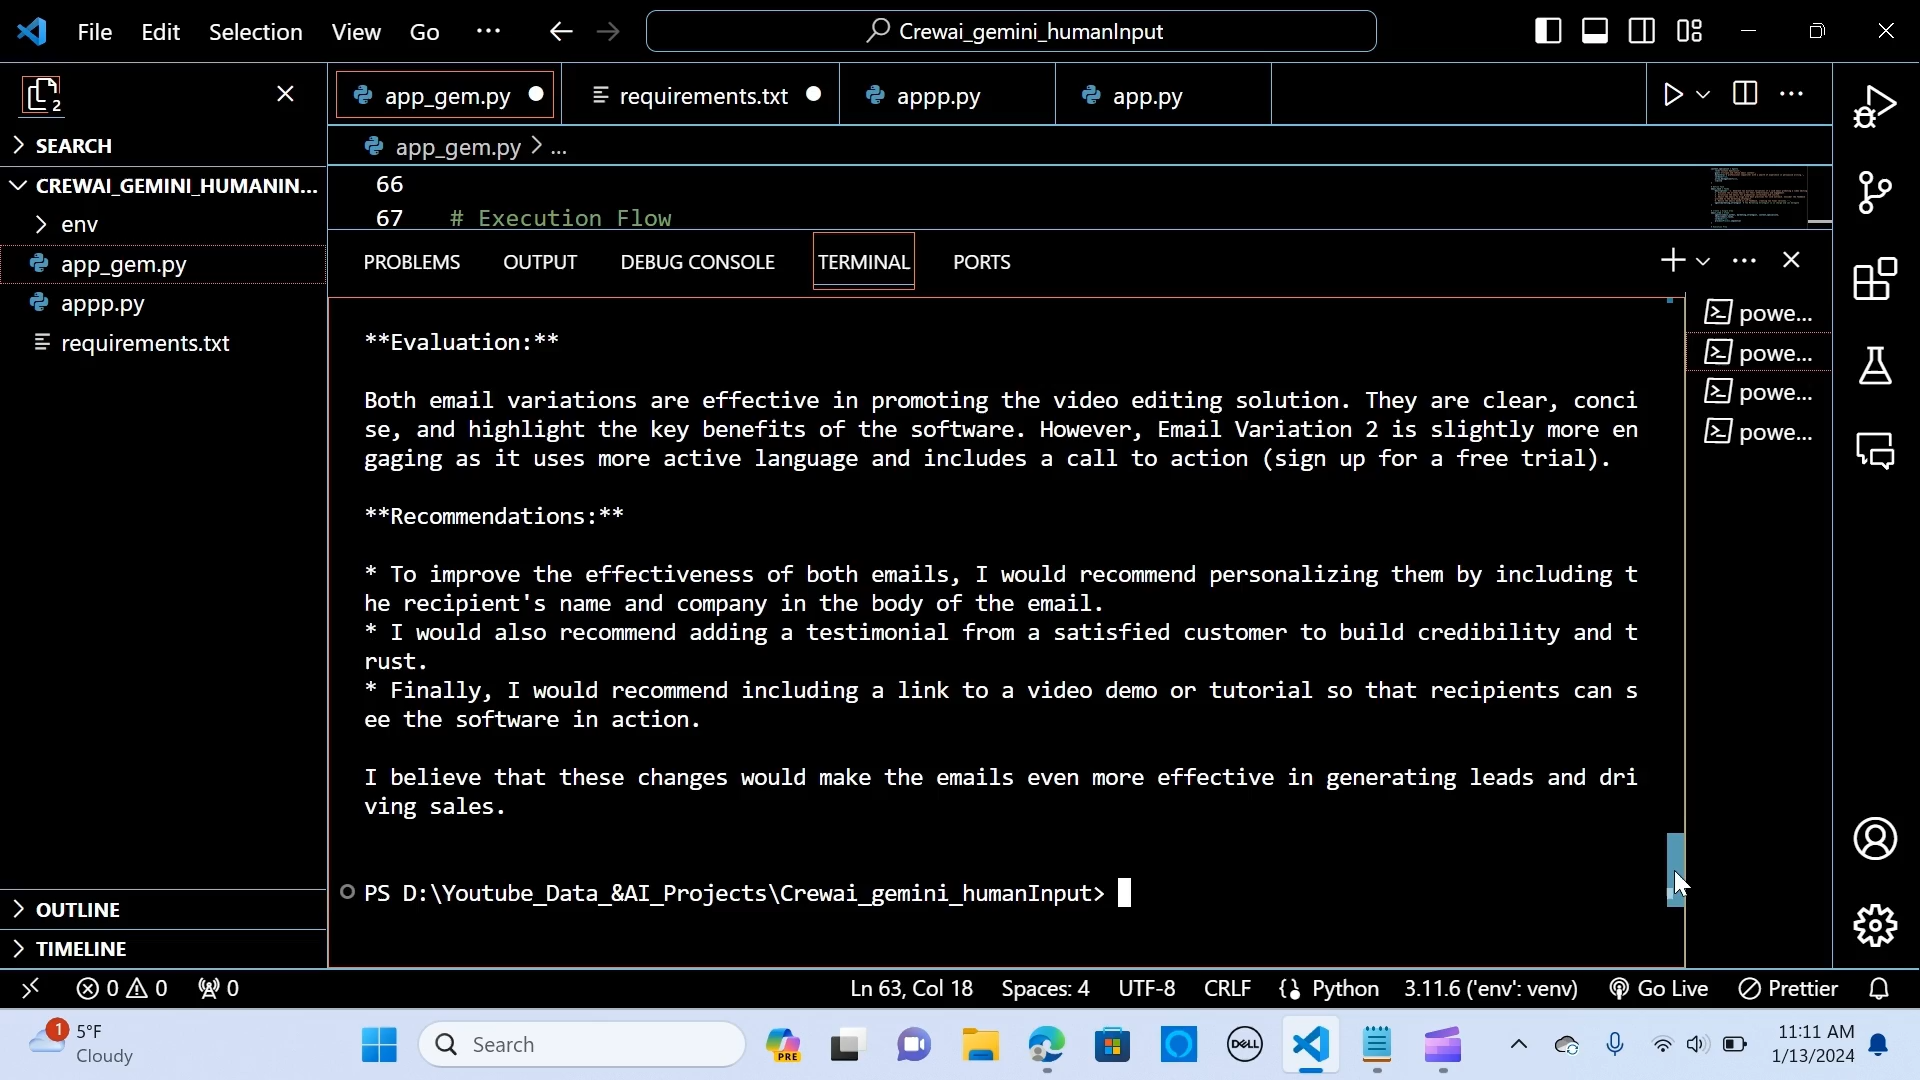 File Edit Selection View Go ··· Crewai_gemini_humanInput
2
SEARCH
CREWAI_GEMINI_HUMANIN...
env
app_gem.py
appp.py
requirements.txt
OUTLINE
TIMELINE
app_gem.py requirements.txt appp.py app.py
app_gem.py > ...
66
67 # Execution Flow
PROBLEMS OUTPUT DEBUG CONSOLE TERMINAL PORTS
powe...
powe...
powe...
powe...
**Evaluation:**
Both email variations are effective in promoting the video editing solution. They are clear, conci
se, and highlight the key benefits of the software. However, Email Variation 2 is slightly more en
gaging as it uses more active language and includes a call to action (sign up for a free trial).
**Recommendations:**
* To improve the effectiveness of both emails, I would recommend personalizing them by including t
he recipient's name and company in the body of the email.
* I would also recommend adding a testimonial from a satisfied customer to build credibility and t
rust.
* Finally, I would recommend including a link to a video demo or tutorial so that recipients can s
ee the software in action.
I believe that these changes would make the emails even more effective in generating leads and dri
ving sales.
PS D:\Youtube_Data_&AI_Projects\Crewai_gemini_humanInput>
0 0 0 Ln 63, Col 18 Spaces: 4 UTF-8 CRLF Python 3.11.6 ('env': venv) Go Live Prettier
1 5°F
Cloudy
Search
PRE
DELL
11:11 AM
1/13/2024